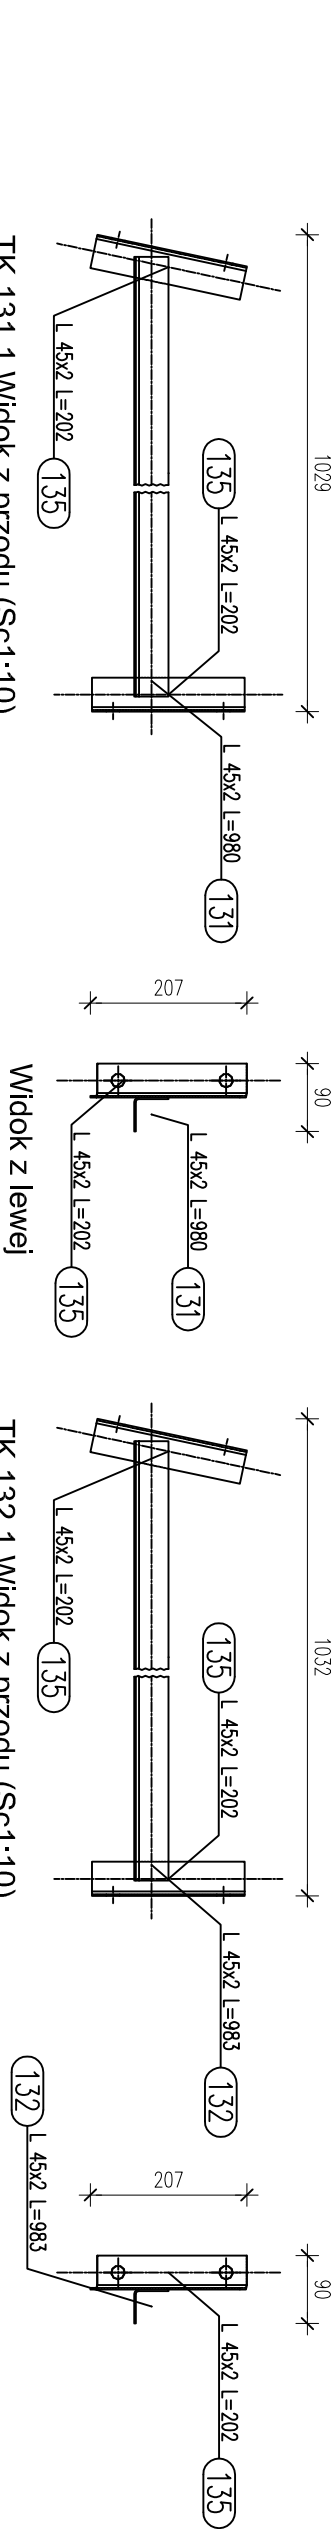 1029
135
L 45x2 L=202
L 45x2 L=980
131
L 45x2 L=202
135
TK 131 1 Widok z przodu (Sc1:10)
207
90
L 45x2 L=980
131
L 45x2 L=202
135
Widok z lewej
1032
135
L 45x2 L=202
L 45x2 L=983
132
L 45x2 L=202
135
TK 132 1 Widok z przodu (Sc1:10)
207
90
132
L 45x2 L=983
L 45x2 L=202
135